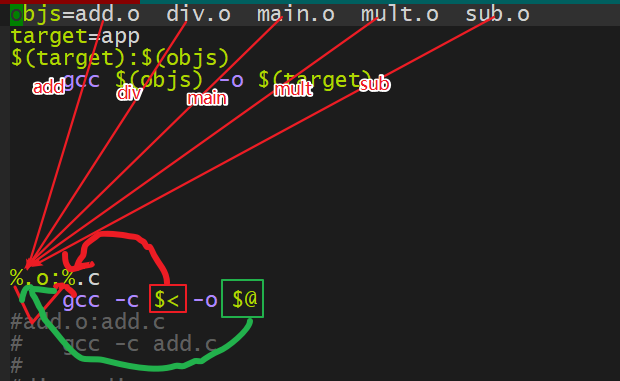 objs=add.o  div.o  main.o  mult.o  sub.o
target=app
$(target):$(objs)
    gcc $(objs) -o $(target)
add div main mult sub
%.o:%.c
    gcc -c $< -o $@
#add.o:add.c
#   gcc -c add.c
#